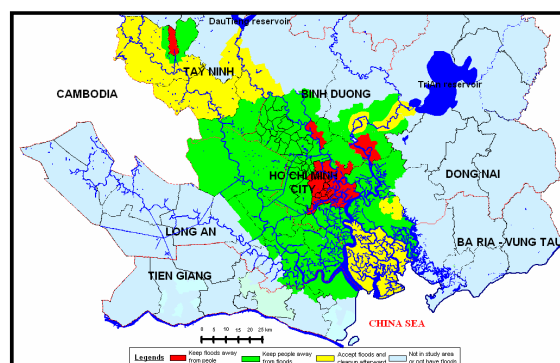 DauTieng reservoir
TAY NINH
CAMBODIA
BINH DUONG
TriAn reservoir
HO CHI MINH
CITY
DONG NAI
LONG AN
BA RIA - VUNG TAU
TIEN GIANG
0 5 10 15 20 25 km
CHINA SEA
Legends
Keep floods away
from peole
Keep people away
from floods
Accept floods and
cleanup afterward
Not in study area
or not have floods